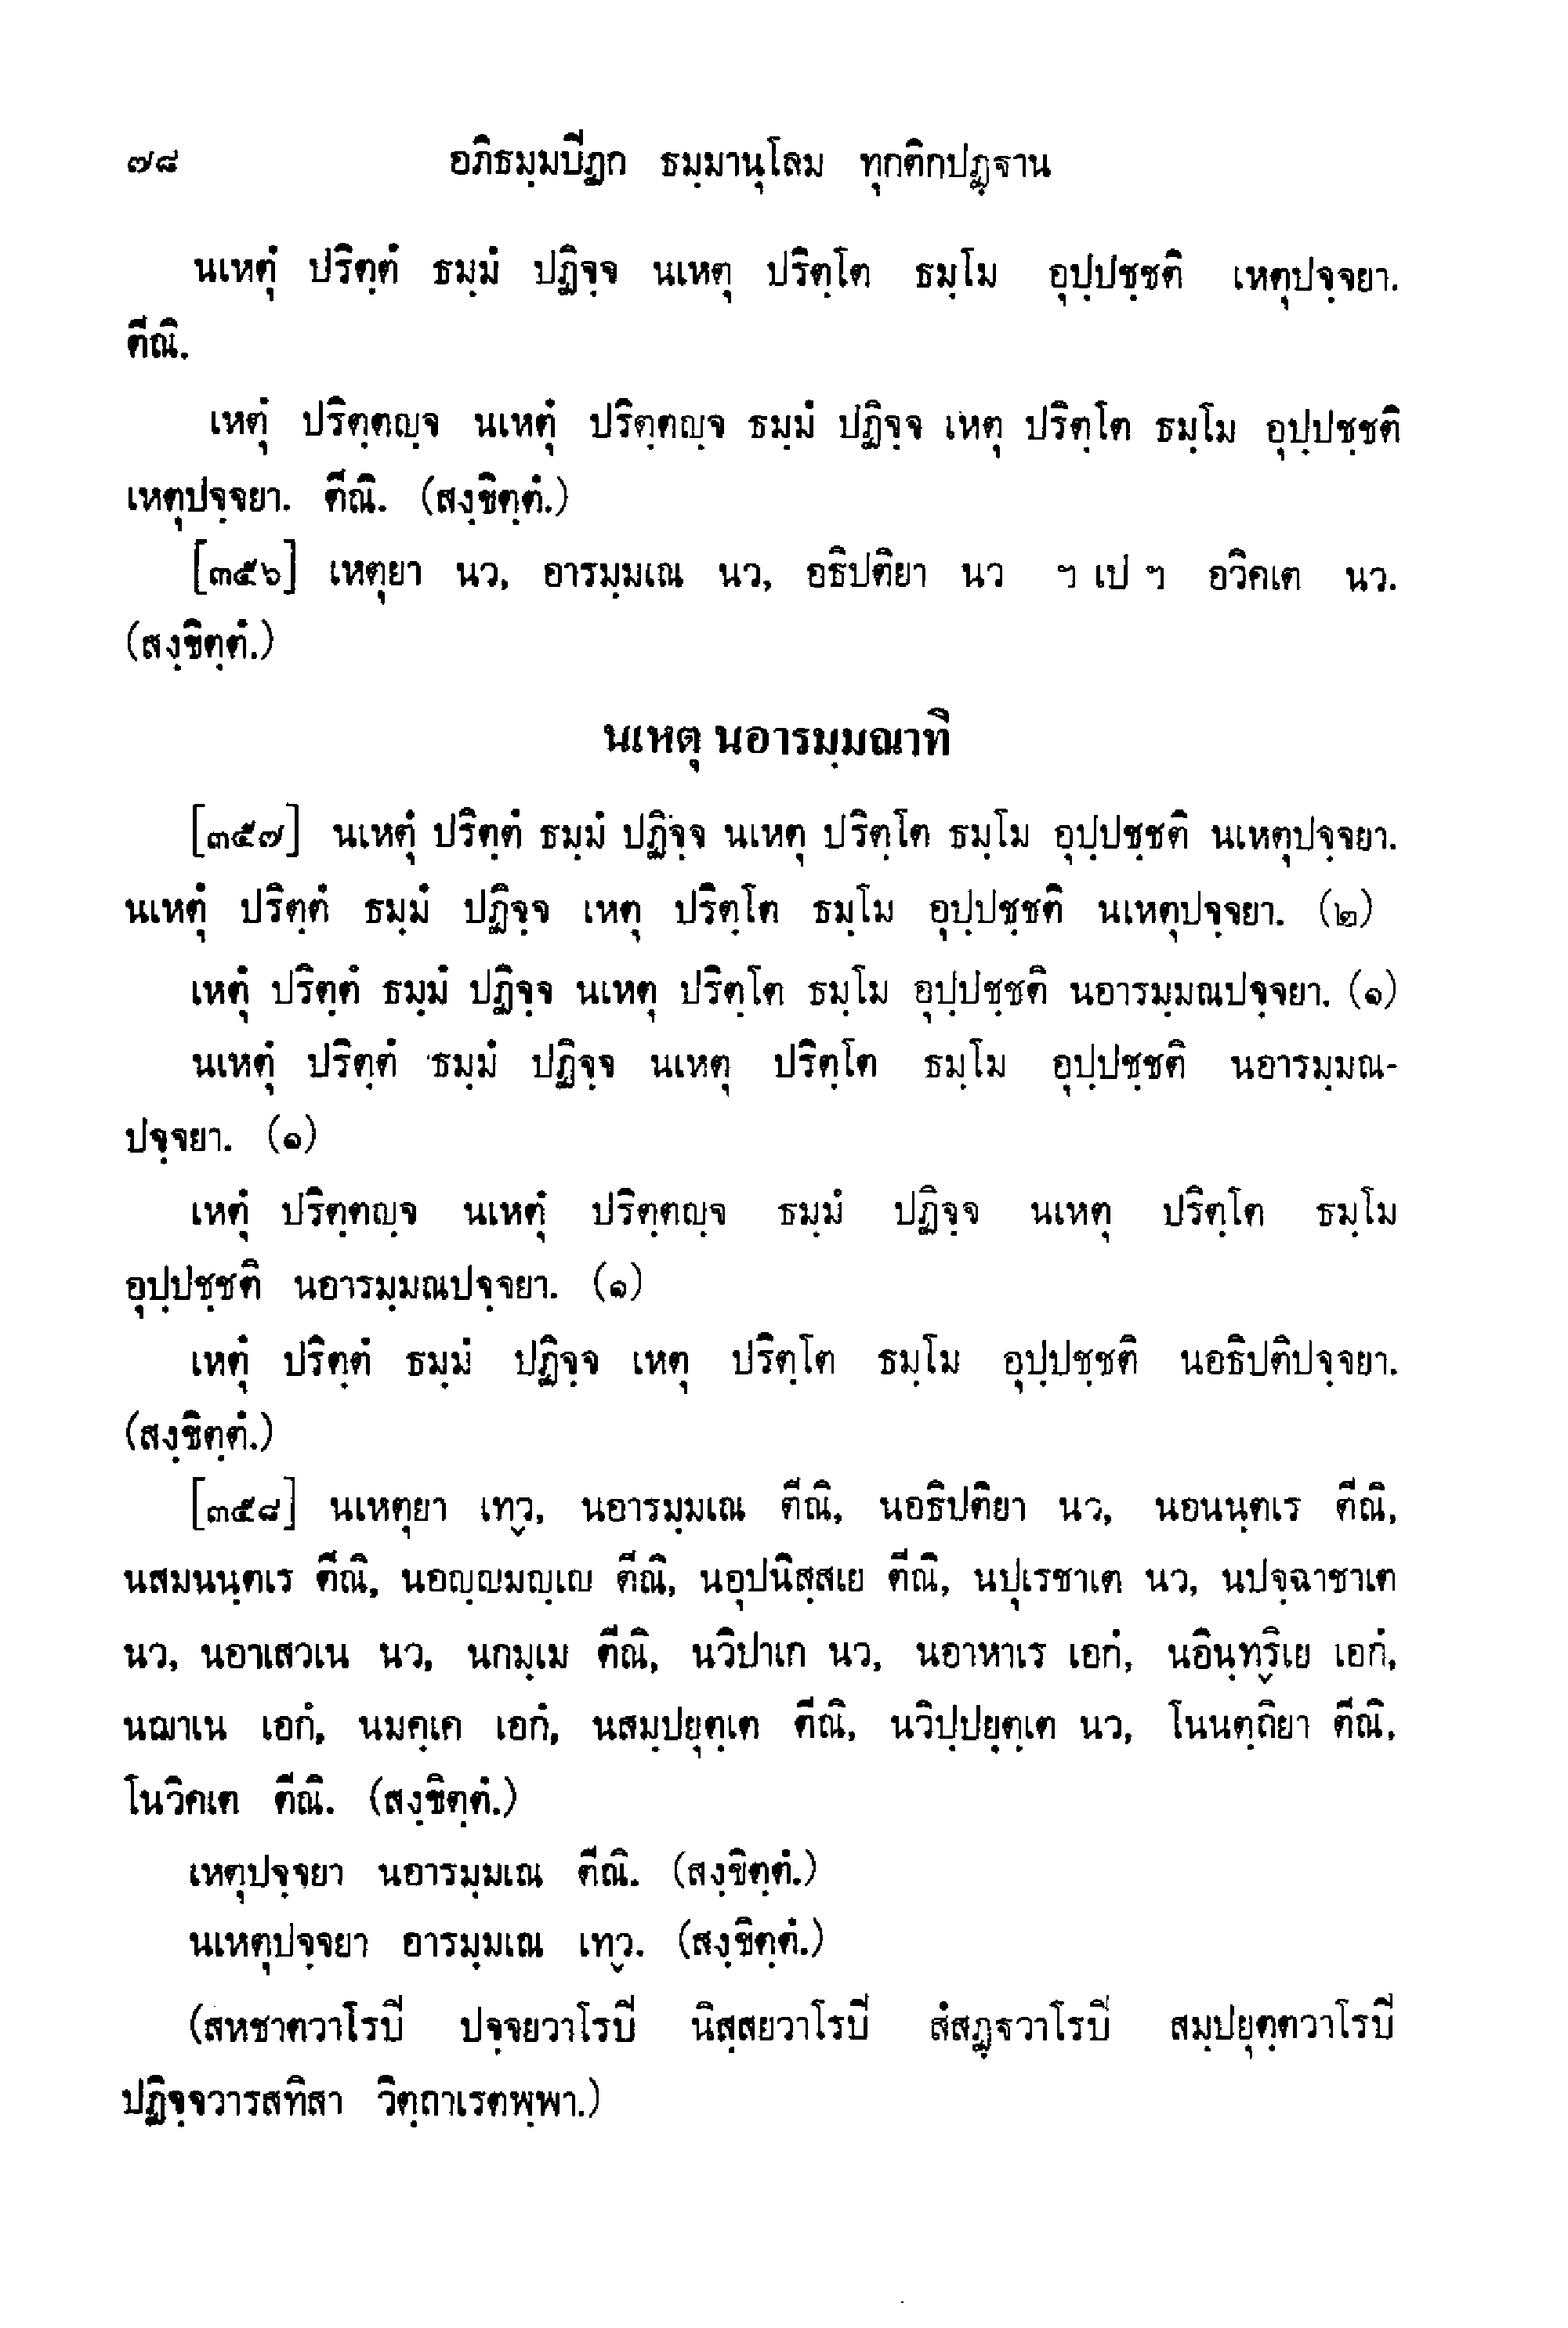 ๗๘ อภิธมฺมปิฏก ธมฺมานุโลม ทุกติกปฏฺฐาน
นเหตุํ ปริตฺตํ ธมฺมํ ปฏิจฺจ นเหตุ ปริตฺโต ธมฺโม อุปฺปชฺชติ เหตุปจฺจยา.
ตีณิ.
เหตุํ ปริตฺตญฺจ นเหตุํ ปริตฺตญฺจ ธมฺมํ ปฏิจฺจ เหตุ ปริตฺโต ธมฺโม อุปฺปชฺชติ
เหตุปจฺจยา. ตีณิ. (สงฺขิตฺตํ.)
[๓๕๖] เหตุยา นว, อารมฺมเณ นว, อธิปติยา นว ฯ เป ฯ อวิคเต นว.
(สงฺขิตฺตํ.)
นเหตุ นอารมฺมณาทิ
[๓๕๗] นเหตุํ ปริตฺตํ ธมฺมํ ปฏิจฺจ นเหตุ ปริตฺโต ธมฺโม อุปฺปชฺชติ นเหตุปจฺจยา.
นเหตุํ ปริตฺตํ ธมฺมํ ปฏิจฺจ เหตุ ปริตฺโต ธมฺโม อุปฺปชฺชติ นเหตุปจฺจยา. (๒)
เหตุํ ปริตฺตํ ธมฺมํ ปฏิจฺจ นเหตุ ปริตฺโต ธมฺโม อุปฺปชฺชติ นอารมฺมณปจฺจยา. (๑)
นเหตุํ ปริตฺตํ ธมฺมํ ปฏิจฺจ นเหตุ ปริตฺโต ธมฺโม อุปฺปชฺชติ นอารมฺมณ-
ปจฺจยา. (๑)
เหตุํ ปริตฺตญฺจ นเหตุํ ปริตฺตญฺจ ธมฺมํ ปฏิจฺจ นเหตุ ปริตฺโต ธมฺโม
อุปฺปชฺชติ นอารมฺมณปจฺจยา. (๑)
เหตุํ ปริตฺตํ ธมฺมํ ปฏิจฺจ เหตุ ปริตฺโต ธมฺโม อุปฺปชฺชติ นอธิปติปจฺจยา.
(สงฺขิตฺตํ.)
[๓๕๘] นเหตุยา เทฺว, นอารมฺมเณ ตีณิ, นอธิปติยา นว, นอนนฺตเร ตีณิ,
นสมนนฺตเร ตีณิ, นอญฺญมญฺเญ ตีณิ, นอุปนิสฺสเย ตีณิ, นปุเรชาเต นว, นปจฺฉาชาเต
นว, นอาเสวเน นว, นกมฺเม ตีณิ, นวิปาเก นว, นอาหาเร เอกํ, นอินฺทฺริเย เอกํ,
นฌาเน เอกํ, นมคฺเค เอกํ, นสมฺปยุตฺเต ตีณิ, นวิปฺปยุตฺเต นว, โนนตฺถิยา ตีณิ,
โนวิคเต ตีณิ. (สงฺขิตฺตํ.)
เหตุปจฺจยา นอารมฺมเณ ตีณิ. (สงฺขิตฺตํ.)
นเหตุปจฺจยา อารมฺมเณ เทฺว. (สงฺขิตฺตํ.)
(สหชาตวาโรปิ ปจฺจยวาโรปิ นิสฺสยวาโรปิ สํสฏฺฐวาโรปิ สมฺปยุตฺตวาโรปิ
ปฏิจฺจวารสทิสา วิตฺถาเรตพฺพา.)